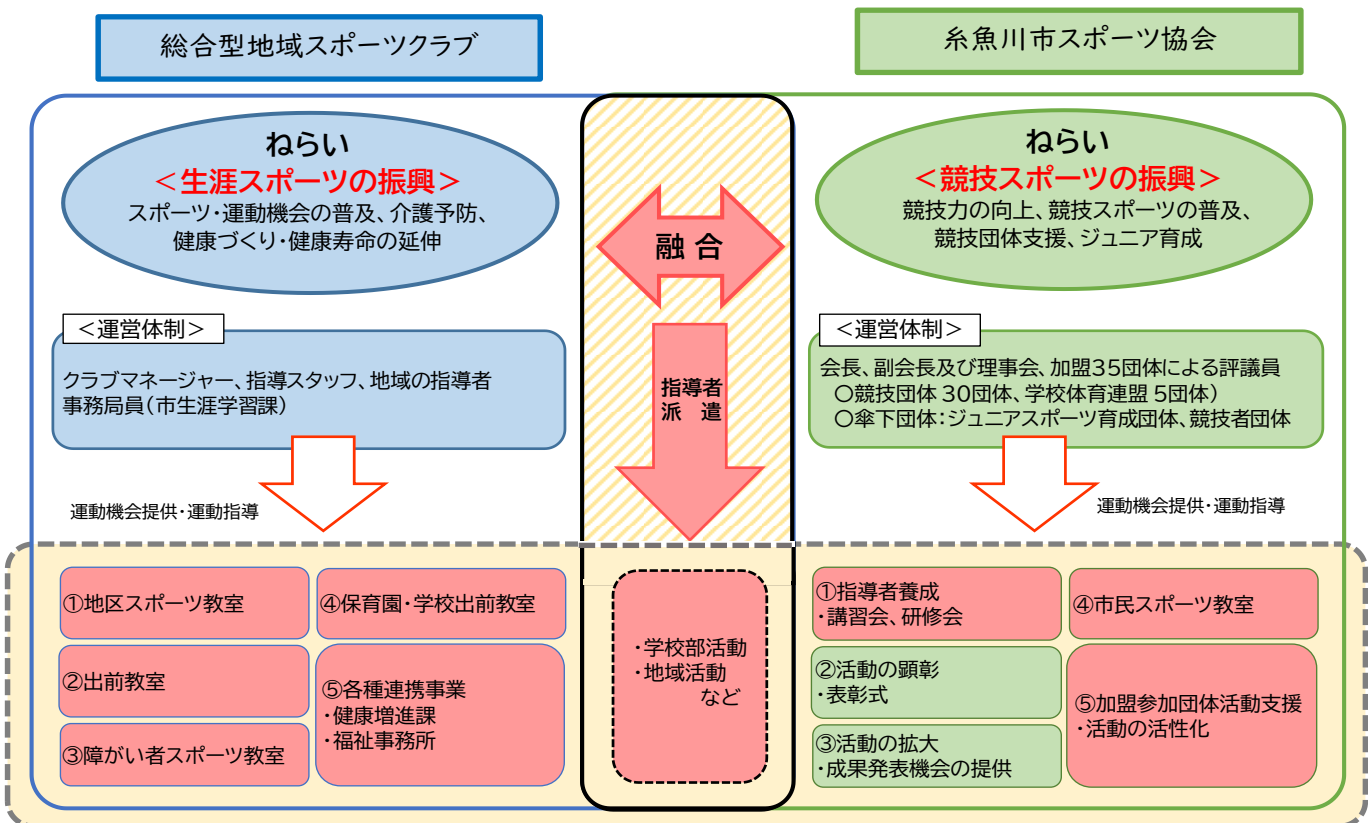 総合型地域スポーツクラブ
糸魚川市スポーツ協会
ねらい
<生涯スポーツの振興>
スポーツ・運動機会の普及、介護予防、
健康づくり・健康寿命の延伸
融合
ねらい
<競技スポーツの振興>
競技力の向上、競技スポーツの普及、
競技団体支援、ジュニア育成
<運営体制>
クラブマネージャー、指導スタッフ、地域の指導者
事務局員(市生涯学習課)
指導者
派 遣
<運営体制>
会長、副会長及び理事会、加盟35団体による評議員
〇競技団体 30団体、学校体育連盟 5団体)
〇傘下団体:ジュニアスポーツ育成団体、競技者団体
運動機会提供・運動指導
運動機会提供・運動指導
①地区スポーツ教室
②出前教室
③障がい者スポーツ教室
④保育園・学校出前教室
⑤各種連携事業
・健康増進課
・福祉事務所
・学校部活動
・地域活動
など
①指導者養成
・講習会、研修会
②活動の顕彰
・表彰式
③活動の拡大
・成果発表機会の提供
④市民スポーツ教室
⑤加盟参加団体活動支援
・活動の活性化